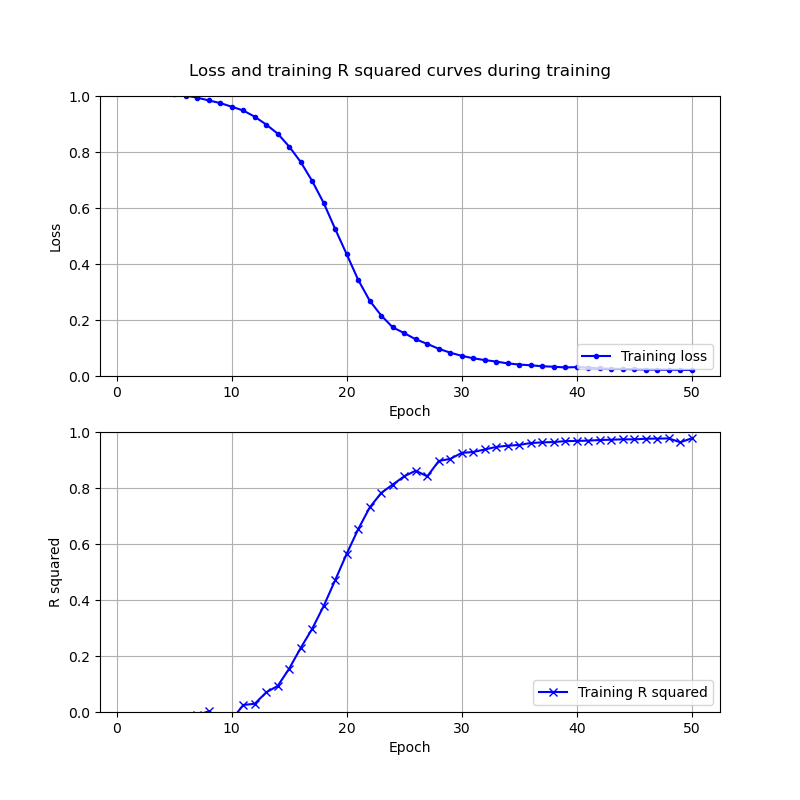 Loss and training R squared curves during training
1.0
0.8
0.6
0.4
0.2
0.0
Loss
Training loss
0 10 20 30 40 50
Epoch
1.0
0.8
0.6
0.4
0.2
0.0
R squared
Training R squared
0 10 20 30 40 50
Epoch